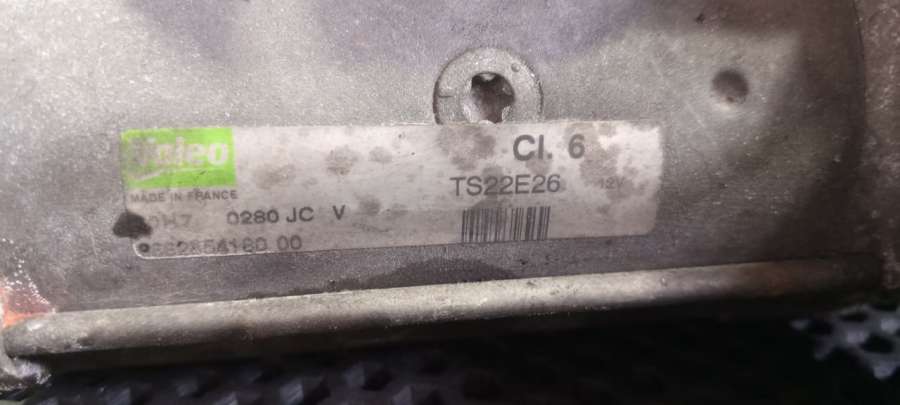 Valeo
Cl. 6
MADE IN FRANCE
TS22E26 12V
0280 JC V